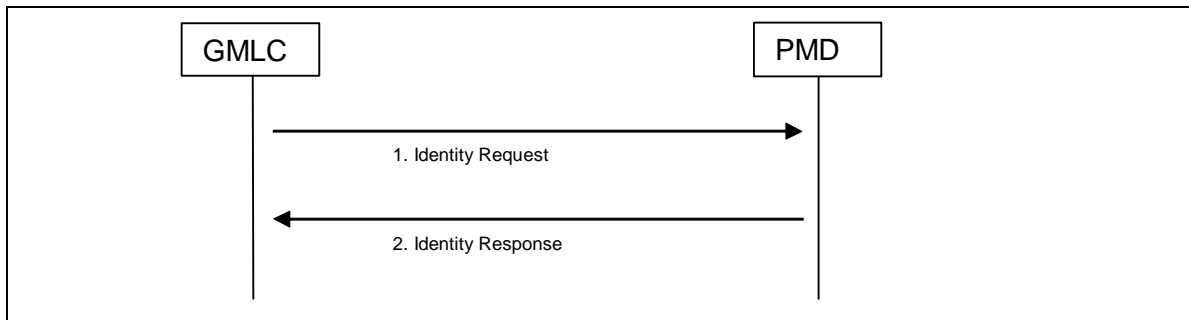 GMLC
PMD
1. Identity Request
2. Identity Response